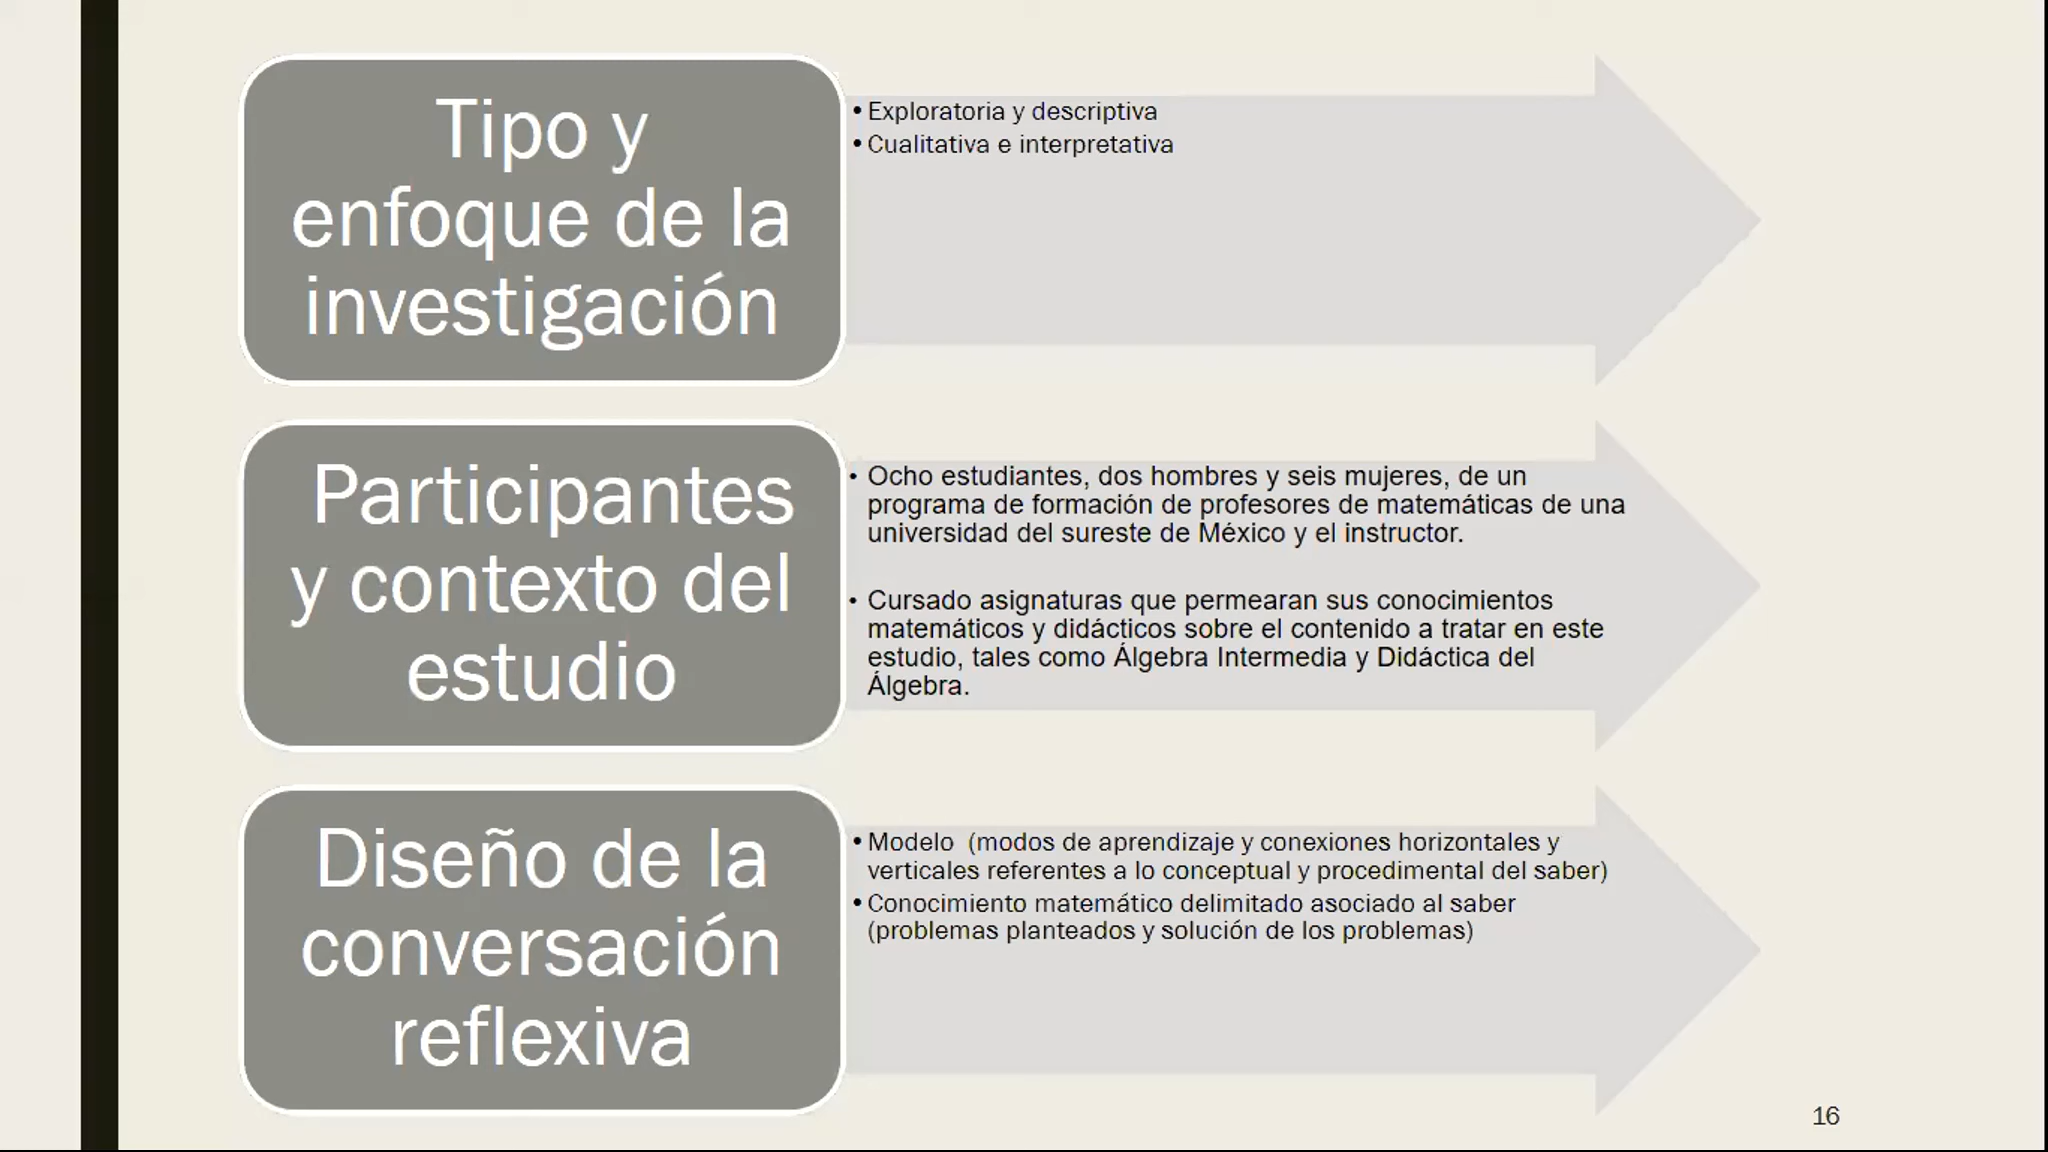 Tipo y
enfoque de la
investigación
• Exploratoria y descriptiva
• Cualitativa e interpretativa
Participantes
y contexto del
estudio
• Ocho estudiantes, dos hombres y seis mujeres, de un
programa de formación de profesores de matemáticas de una
universidad del sureste de México y el instructor.
• Cursado asignaturas que permearan sus conocimientos
matemáticos y didácticos sobre el contenido a tratar en este
estudio, tales como Álgebra Intermedia y Didáctica del
Álgebra.
Diseño de la
conversación
reflexiva
• Modelo (modos de aprendizaje y conexiones horizontales y
verticales referentes a lo conceptual y procedimental del saber)
• Conocimiento matemático delimitado asociado al saber
(problemas planteados y solución de los problemas)
16